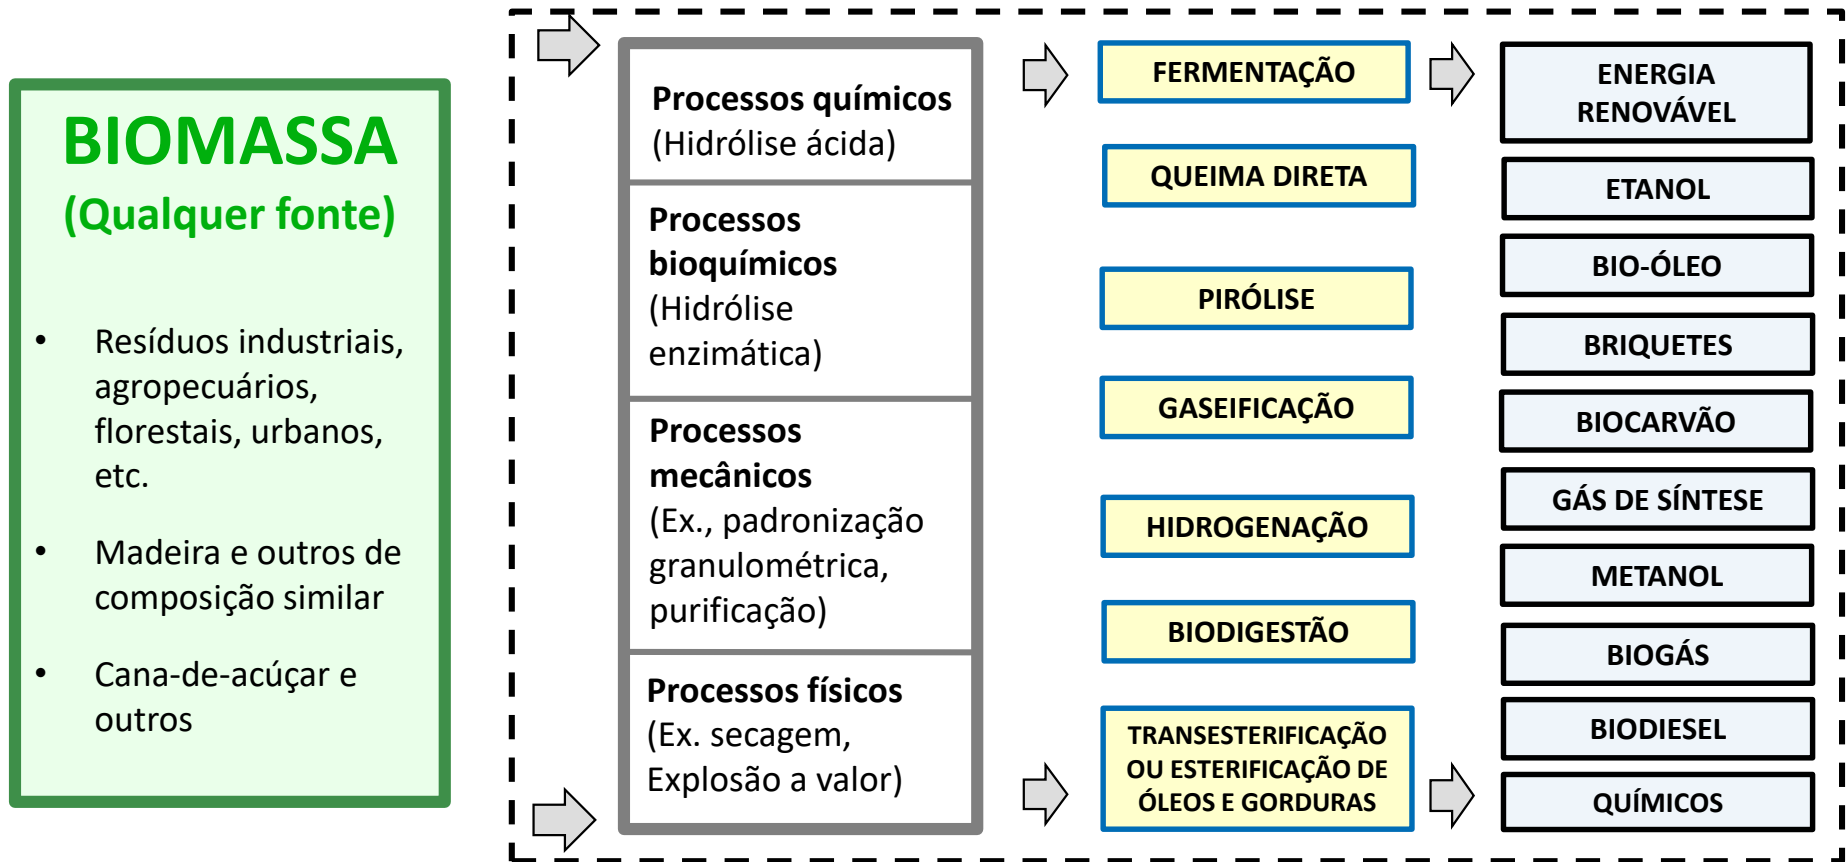 BIOMASSA
(Qualquer fonte)
• Resíduos industriais,
agropecuários,
florestais, urbanos,
etc.
• Madeira e outros de
composição similar
• Cana-de-acúçar e
outros
Processos químicos
(Hidrólise ácida)
Processos
bioquímicos
(Hidrólise
enzimática)
Processos
mecânicos
(Ex., padronização
granulométrica,
purificação)
Processos físicos
(Ex. secagem,
Explosão a valor)
FERMENTAÇÃO
QUEIMA DIRETA
PIRÓLISE
GASEIFICAÇÃO
HIDROGENAÇÃO
BIODIGESTÃO
TRANSESTERIFICAÇÃO
OU ESTERIFICAÇÃO DE
ÓLEOS E GORDURAS
ENERGIA
RENOVÁVEL
ETANOL
BIO-ÓLEO
BRIQUETES
BIOCARVÃO
GÁS DE SÍNTESE
METANOL
BIOGÁS
BIODIESEL
QUÍMICOS